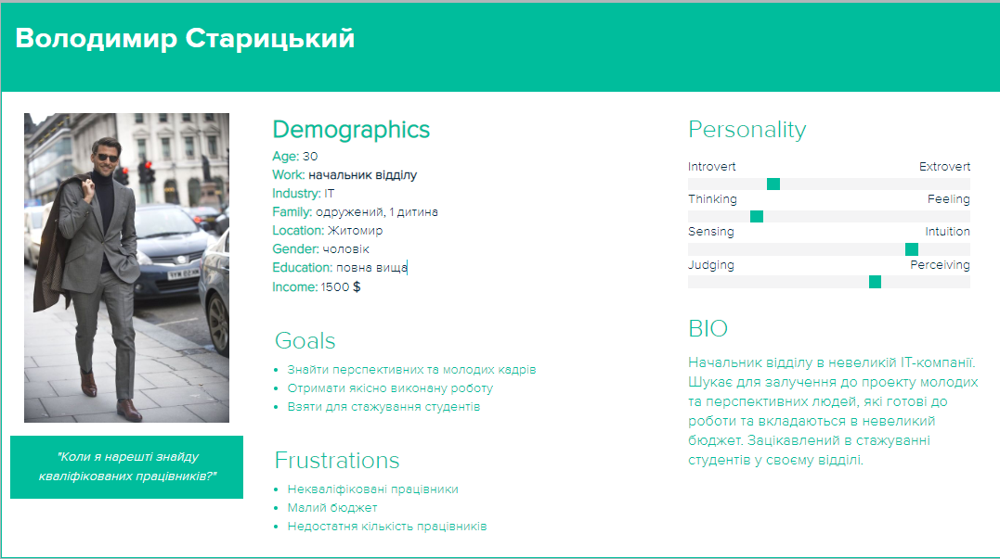 Володимир Старицький
"Коли я нарешті знайду
кваліфікованих працівників?"
Demographics
Age: 30
Work: начальник відділу
Industry: IT
Family: одружений, 1 дитина
Location: Житомир
Gender: чоловік
Education: повна вища
Income: 1500 $
Goals
• Знайти перспективних та молодих кадрів
• Отримати якісно виконану роботу
• Взяти для стажування студентів
Frustrations
• Некваліфіковані працівники
• Малий бюджет
• Недостатня кількість працівників
Personality
Introvert Extrovert
Thinking Feeling
Sensing Intuition
Judging Perceiving
BIO
Начальник відділу в невеликій ІТ-компанії.
Шукає для залучення до проекту молодих
та перспективних людей, які готові до
роботи та вкладаються в невеликий
бюджет. Зацікавлений в стажуванні
студентів у своєму відділі.